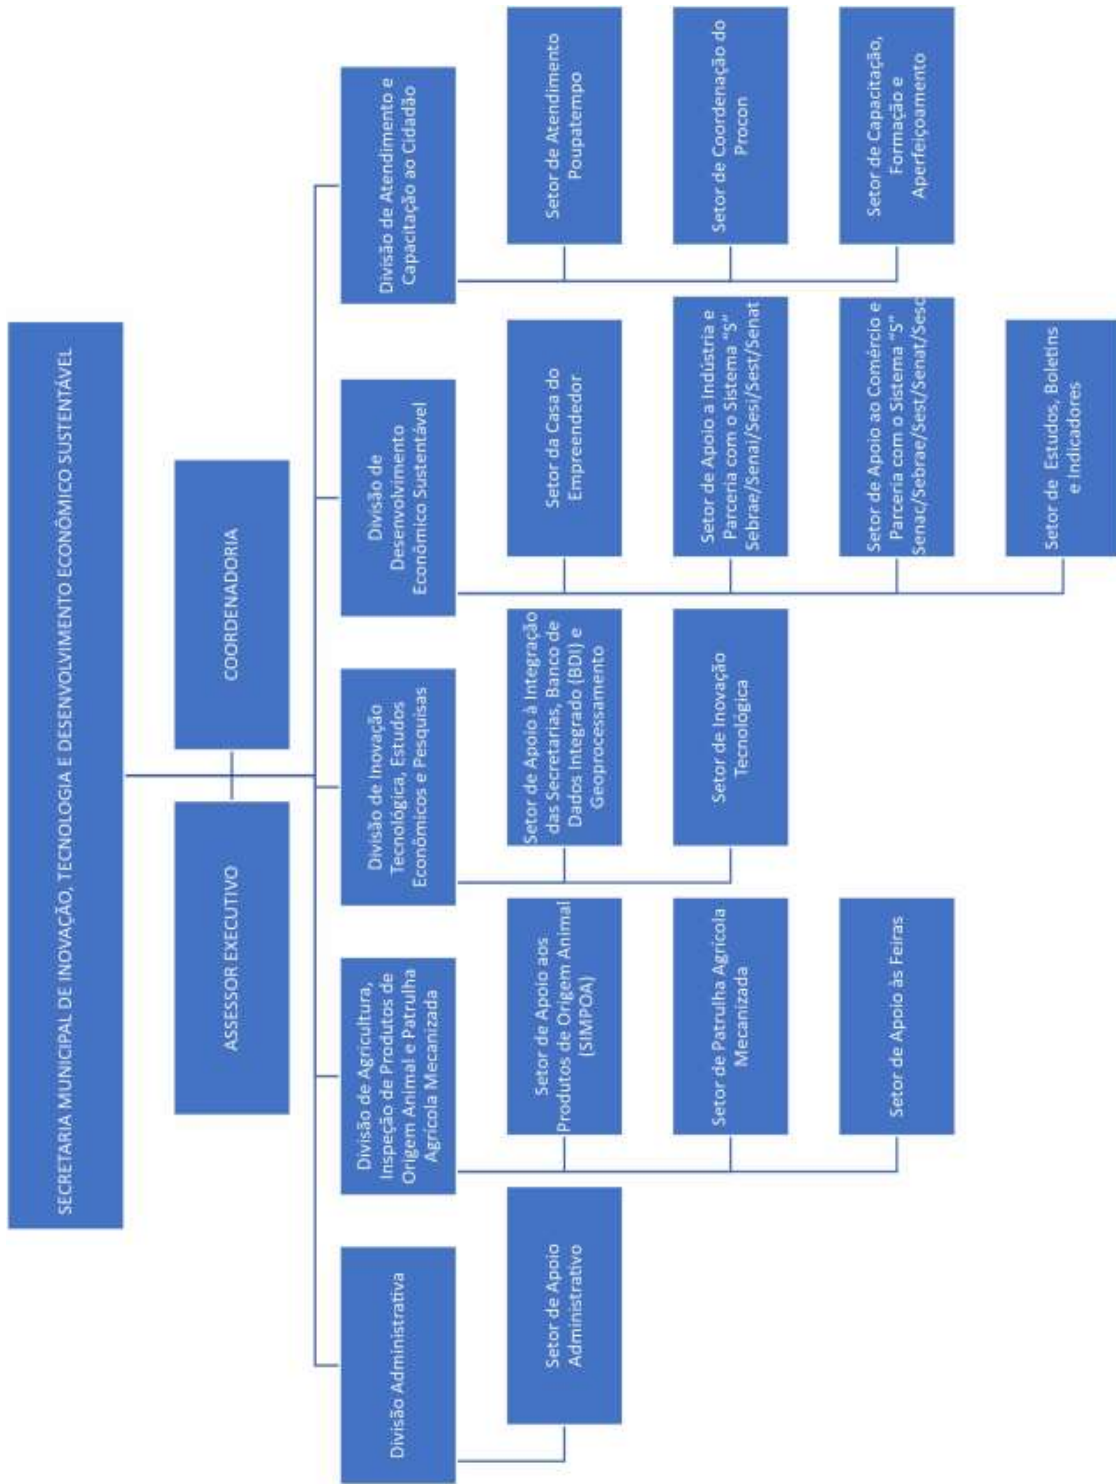 SECRETARIA MUNICIPAL DE INOVAÇÃO, TECNOLOGIA E DESENVOLVIMENTO ECONÔMICO SUSTENTÁVEL
ASSESSOR EXECUTIVO
COORDENADORIA
Divisão Administrativa
Divisão de Agricultura,
Inspeção de Produtos de
Origem Animal e Patrulha
Agrícola Mecanizada
Divisão de Inovação
Tecnológica, Estudos
Econômicos e Pesquisas
Divisão de
Desenvolvimento
Econômico Sustentável
Divisão de Atendimento e
Capacitação ao Cidadão
Setor de Apoio
Administrativo
Setor de Apoio aos
Produtos de Origem Animal
(SIMPOA)
Setor de Patrulha Agrícola
Mecanizada
Setor de Apoio às Feiras
Setor de Apoio à Integração
das Secretarias, Banco de
Dados Integrado (BDI) e
Geoprocessamento
Setor de Inovação
Tecnológica
Setor da Casa do
Empreendedor
Setor de Apoio a Indústria e
Parceria com o Sistema "S"
Sebrae/Senai/Sesi/Sest/Senat
Setor de Apoio ao Comércio e
Parceria com o Sistema "S"
Senac/Sebrae/Sest/Senat/Sesc
Setor de Estudos, Boletins
e Indicadores
Setor de Atendimento
Poupatempo
Setor de Coordenação do
Procon
Setor de Capacitação,
Formação e
Aperfeiçoamento